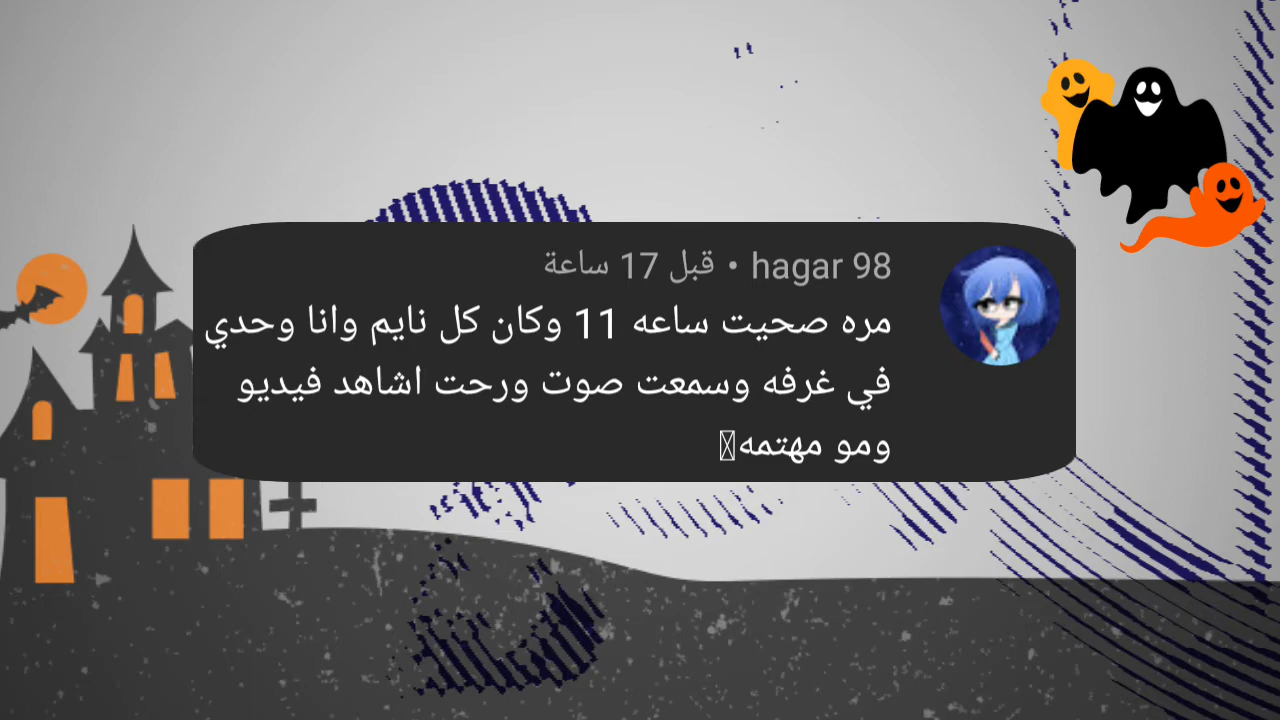 hagar 98 • قبل 17 ساعة
مره صحيت ساعه 11 وكان كل نايم وانا وحدي
في غرفه وسمعت صوت ورحت اشاهد فيديو
ومو مهتمه